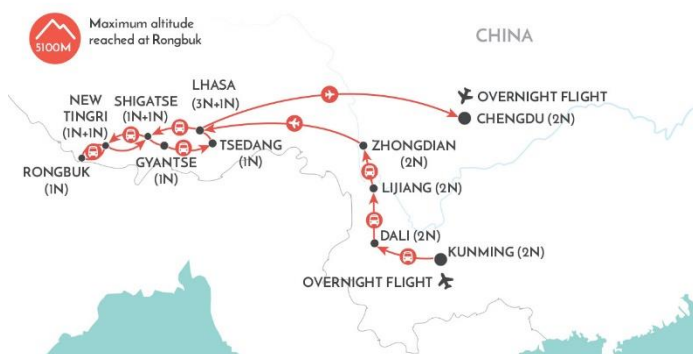 Maximum altitude
reached at Rongbuk
5100M
CHINA
LHASA
(3N+1N)
OVERNIGHT FLIGHT
CHENGDU (2N)
NEW
TINGRI
(1N+1N)
SHIGATSE
(1N+1N)
ZHONGDIAN
(2N)
TSEDANG
(1N)
GYANTSE
(1N)
RONGBUK
(1N)
LIJIANG (2N)
DALI (2N)
KUNMING (2N)
OVERNIGHT FLIGHT